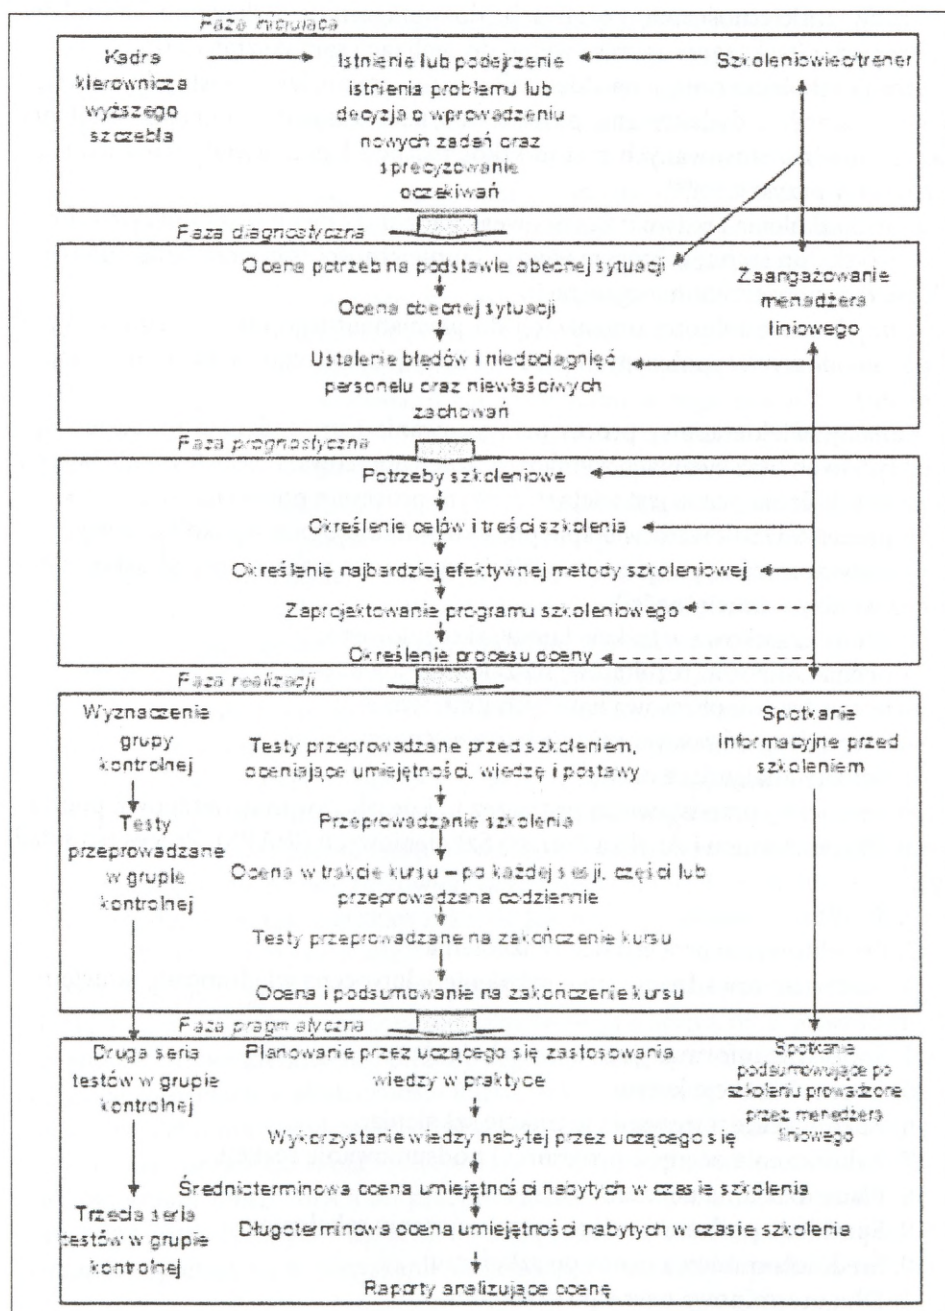 Faza inicjująca
Kadra
kierownicza
wyższego
szczebla
Istnienie lub podejrzenie
istnienia problemu lub
decyzja o wprowadzeniu
nowych zadań oraz
sprecyzowanie
oczekiwań
Szkoleniowiec/trener
Faza diagnostyczna
Ocena potrzeb na podstawie obecnej sytuacji
Ocena obecnej sytuacji
Ustalenie błędów i niedociągnięć
personelu oraz niewłaściwych
zachowań
Zaangażowanie
menadżera
liniowego
Faza prognostyczna
Potrzeby szkoleniowe
Określenie celów i treści szkolenia
Określenie najbardziej efektywnej metody szkoleniowej
Zaprojektowanie programu szkoleniowego
Określenie procesu oceny
Faza realizacji
Wyznaczenie
grupy
kontrolnej
Testy
przeprowadzane
w grupie
kontrolnej
Testy przeprowadzane przed szkoleniem,
oceniające umiejętności, wiedzę i postawy
Przeprowadzanie szkolenia
Ocena w trakcie kursu – po każdej sesji, części lub
przeprowadzana codziennie
Testy przeprowadzane na zakończenie kursu
Ocena i podsumowanie na zakończenie kursu
Spotkanie
informacyjne przed
szkoleniem
Faza pragmatyczna
Druga seria
testów w grupie
kontrolnej
Trzecia seria
testów w grupie
kontrolnej
Planowanie przez uczącego się zastosowania
wiedzy w praktyce
Wykorzystanie wiedzy nabytej przez uczącego się
Średnioterminowa ocena umiejętności nabytych w czasie szkolenia
Długoterminowa ocena umiejętności nabytych w czasie szkolenia
Raporty analizujące ocenę
Spotkanie
podsumowujące po
szkoleniu prowadzone
przez menedżera
liniowego